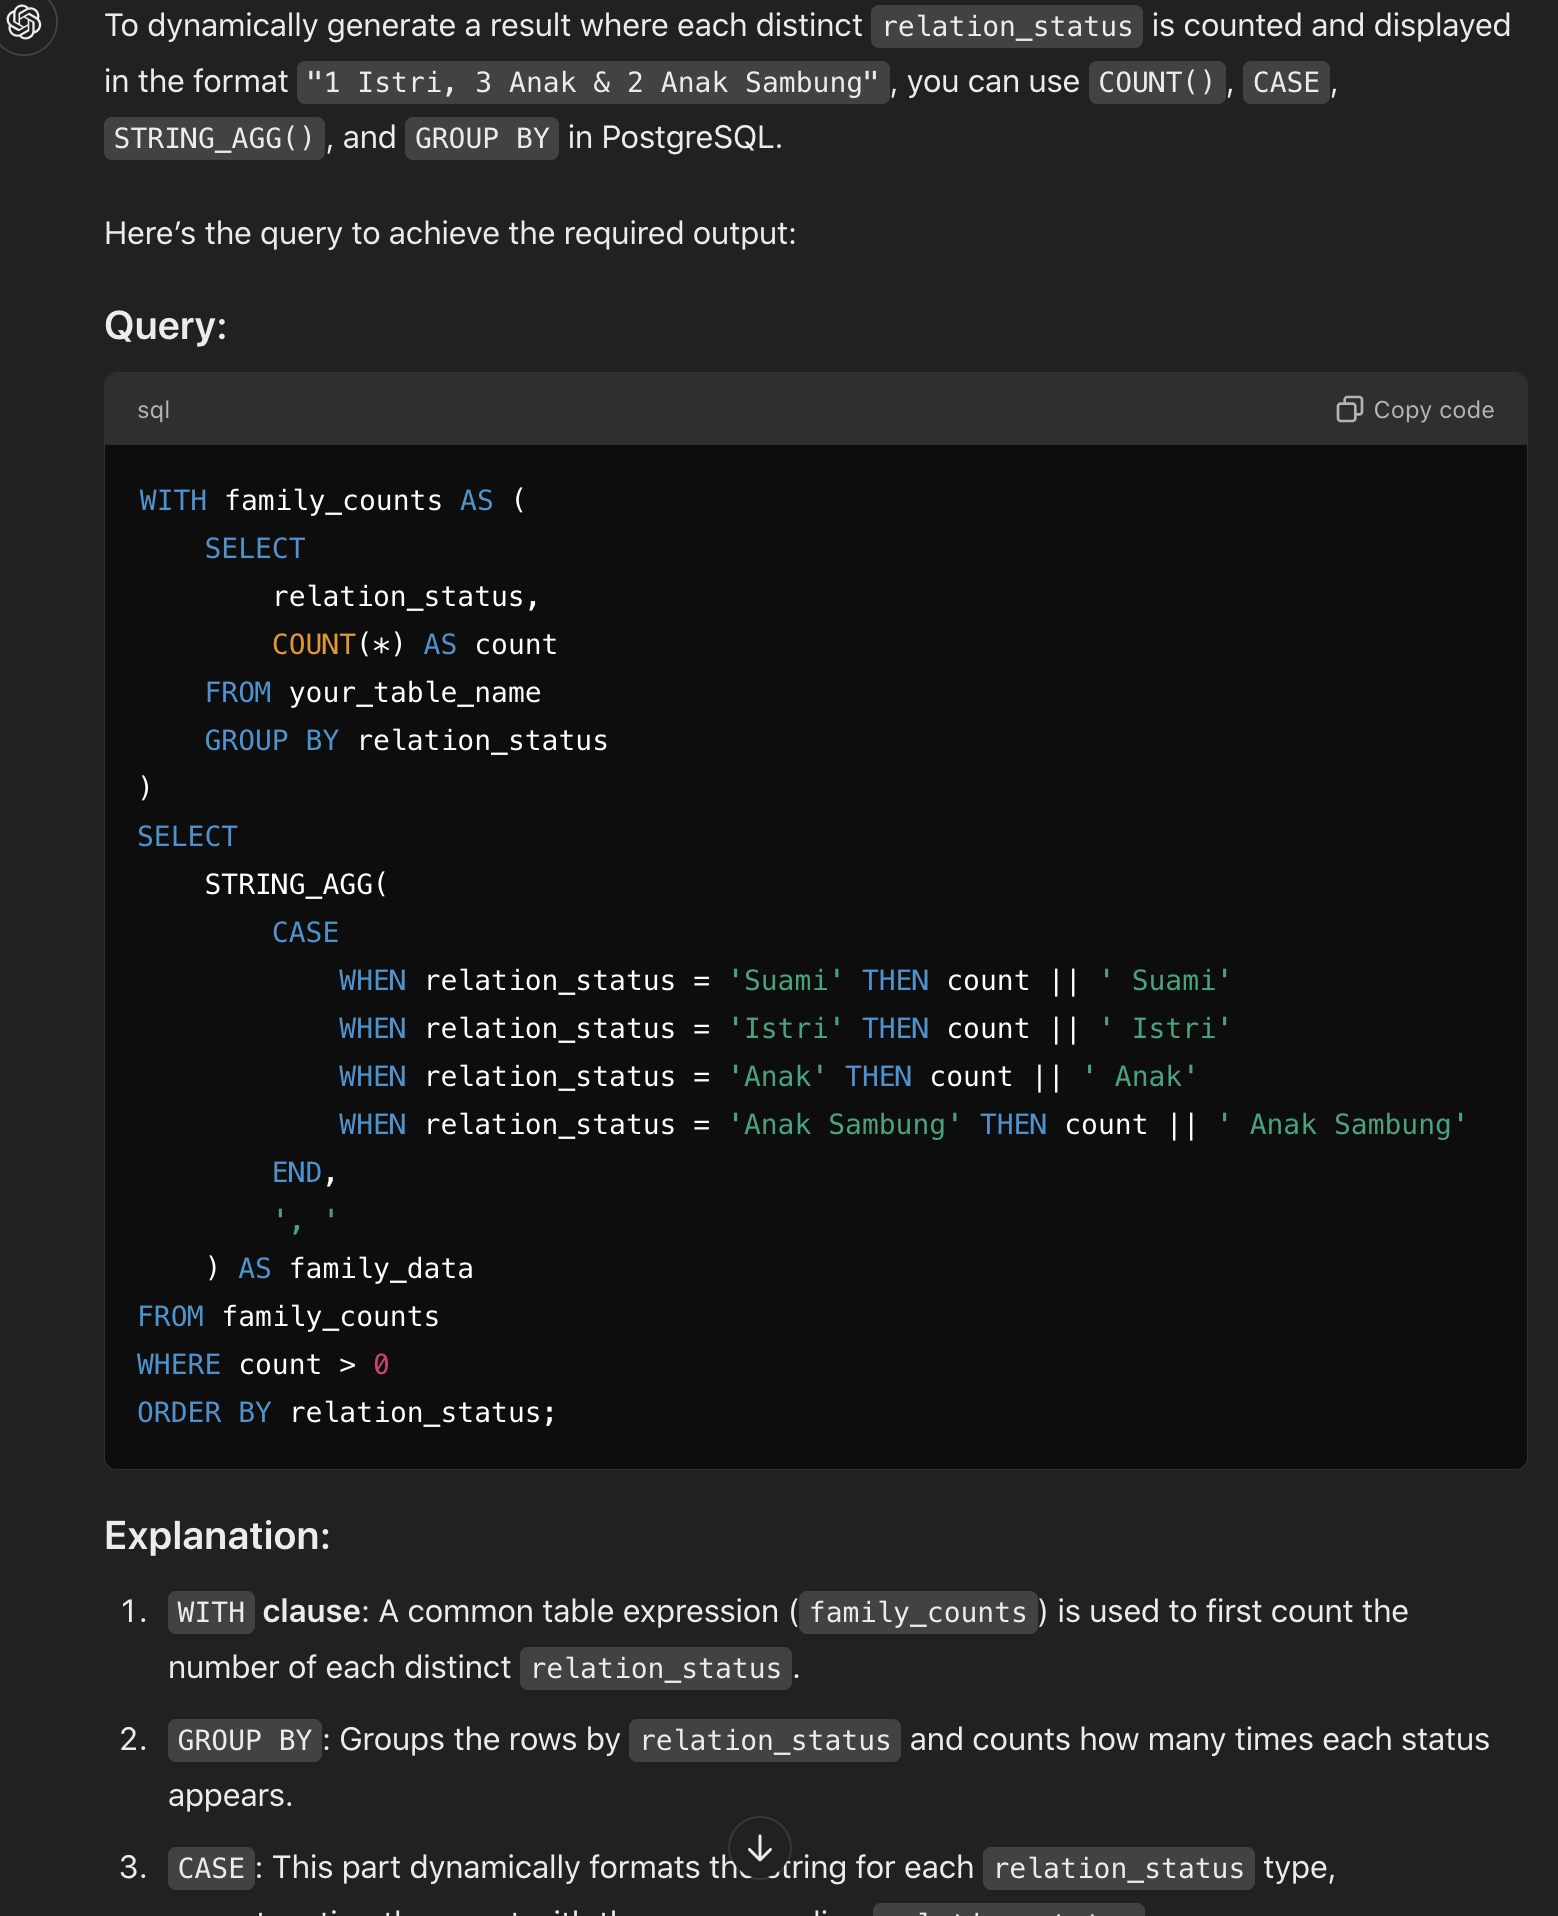 To dynamically generate a result where each distinct relation_status is counted and displayed
in the format "1 Istri, 3 Anak & 2 Anak Sambung", you can use COUNT(), CASE,
STRING_AGG(), and GROUP BY in PostgreSQL.
Here’s the query to achieve the required output:
Query:
sql
Copy code
WITH family_counts AS (
    SELECT
        relation_status,
        COUNT(*) AS count
    FROM your_table_name
    GROUP BY relation_status
)
SELECT
    STRING_AGG(
        CASE
            WHEN relation_status = 'Suami' THEN count || ' Suami'
            WHEN relation_status = 'Istri' THEN count || ' Istri'
            WHEN relation_status = 'Anak' THEN count || ' Anak'
            WHEN relation_status = 'Anak Sambung' THEN count || ' Anak Sambung'
        END,
        ', '
    ) AS family_data
FROM family_counts
WHERE count > 0
ORDER BY relation_status;
Explanation:
1. WITH clause: A common table expression (family_counts) is used to first count the
number of each distinct relation_status.
2. GROUP BY: Groups the rows by relation_status and counts how many times each status
appears.
3. CASE: This part dynamically formats the string for each relation_status type,